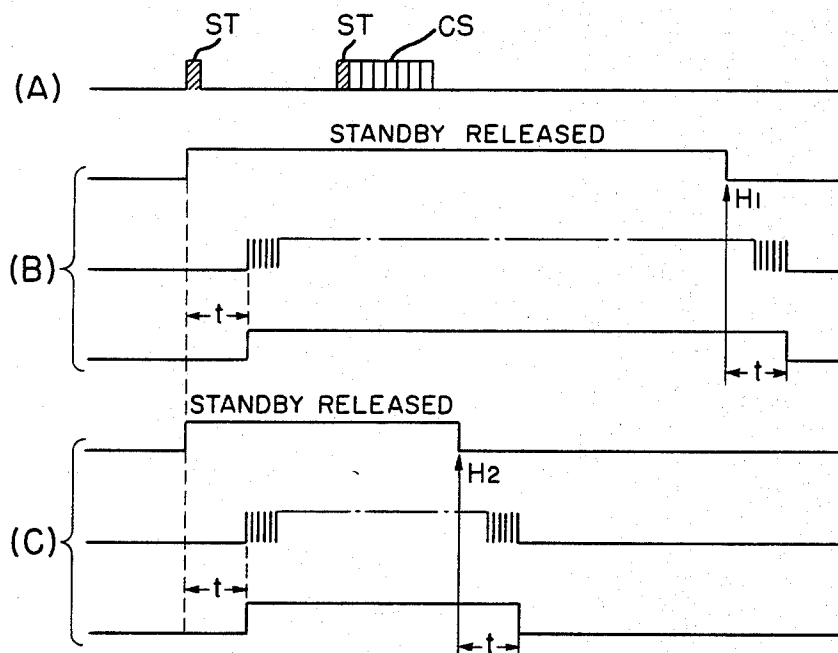 ST ST CS
(A)
STANDBY RELEASED
H1
(B)
t
t
STANDBY RELEASED
H2
(C)
t
t